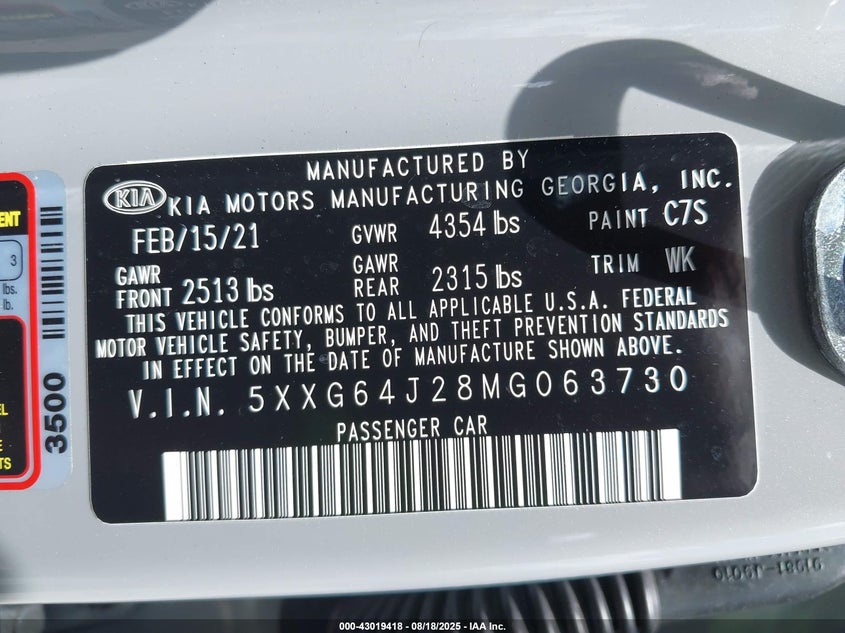 MANUFACTURED BY
KIA KIA MOTORS MANUFACTURING GEORGIA, INC.
FEB/15/21 GVWR 4354 lbs PAINT C7S
GAWR FRONT 2513 lbs GAWR REAR 2315 lbs TRIM WK
THIS VEHICLE CONFORMS TO ALL APPLICABLE U.S.A. FEDERAL
MOTOR VEHICLE SAFETY, BUMPER, AND THEFT PREVENTION STANDARDS
IN EFFECT ON THE DATE OF MANUFACTURE SHOWN ABOVE.
V.I.N. 5XXG64J28MG063730
PASSENGER CAR
3
lbs.
lb.
3500
000-43019418 - 08/18/2025 - IAA Inc.